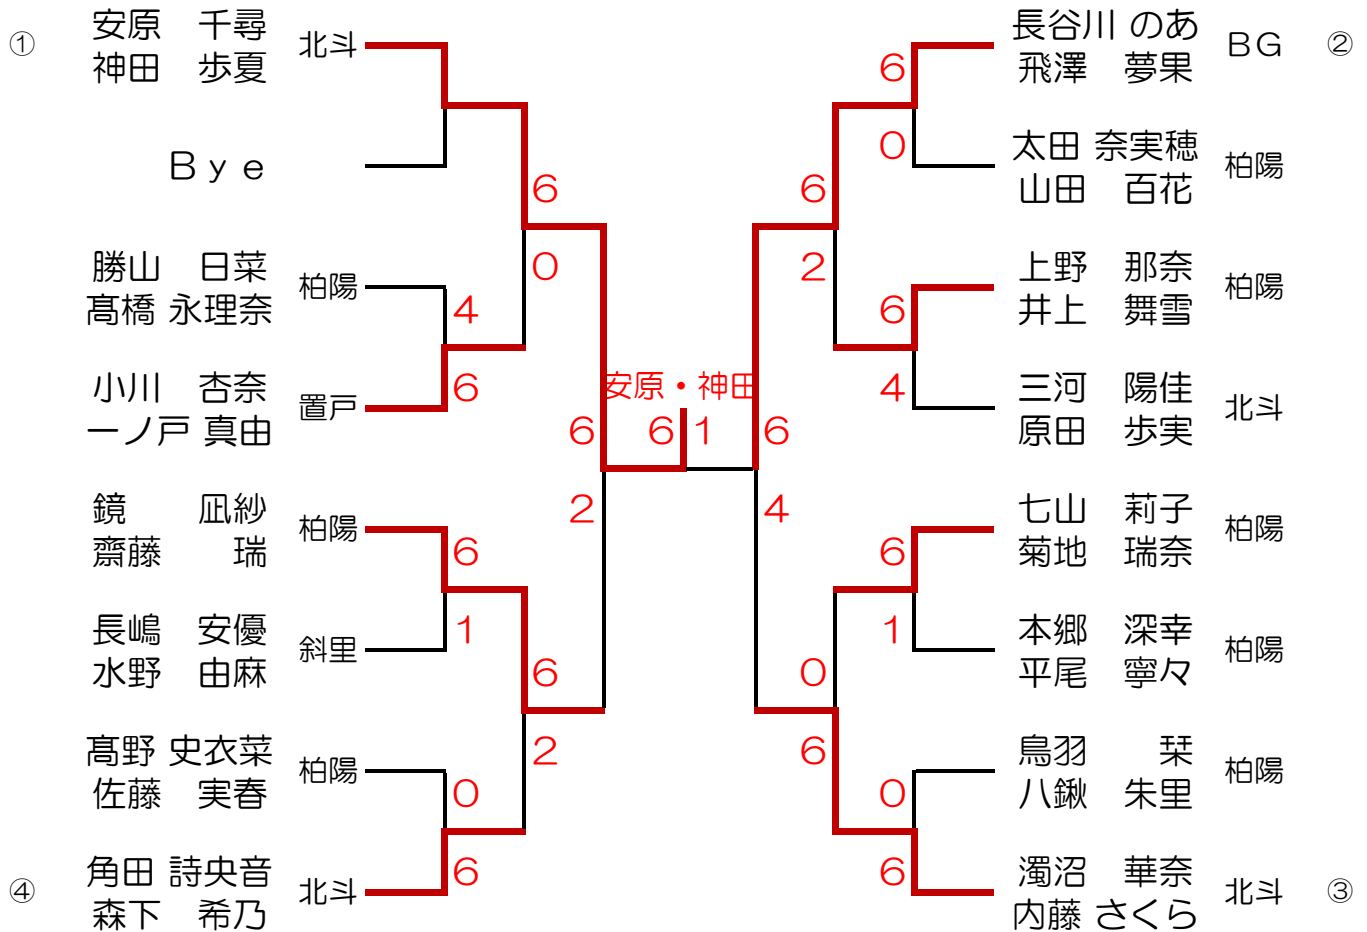 ① 安原 千尋 北斗
神田 歩夏
Bye
勝山 日菜 柏陽
髙橋 永理奈
小川 杏奈 置戸
一ノ戸 真由
鏡 凪紗 柏陽
齋藤 瑞
長嶋 安優 斜里
水野 由麻
髙野 史衣菜 柏陽
佐藤 実春
④ 角田 詩央音 北斗
森下 希乃
6
0
4
6
6
1
6
2
0
6
6
2
安原・神田
6 1
6
4
6
0
6
2
6
4
6
1
0
6
0
6
長谷川 のあ BG ②
飛澤 夢果
太田 奈実穂 柏陽
山田 百花
上野 那奈 柏陽
井上 舞雪
三河 陽佳 北斗
原田 歩実
七山 莉子 柏陽
菊地 瑞奈
本郷 深幸 柏陽
平尾 寧々
鳥羽 栞 柏陽
八鍬 朱里
濁沼 華奈 北斗 ③
内藤 さくら